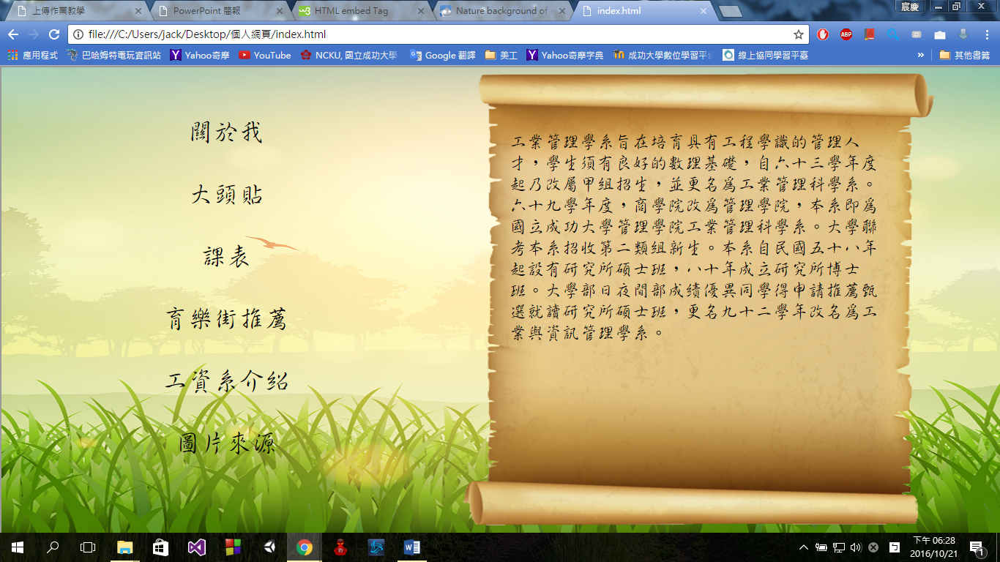 上傳作業教學
PowerPoint 簡報
HTML embed Tag
Nature background of
index.html
宸慶
file:///C:/Users/jack/Desktop/個人網頁/index.html
ABP
應用程式
巴哈姆特電玩資訊站
Yahoo奇摩
YouTube
NCKU, 國立成功大學
Google 翻譯
美工
Yahoo奇摩字典
成功大學數位學習平台
線上協同學習平臺
»
其他書籤
關於我
大頭貼
課表
育樂街推薦
工資系介紹
圖片來源
工業管理學系旨在培育具有工程學識的管理人
才，學生須有良好的數理基礎，自六十三學年度
起乃改屬甲組招生，並更名為工業管理科學系。
六十九學年度，商學院改為管理學院，本系即為
國立成功大學管理學院工業管理科學系。大學聯
考本系招收第二類組新生。本系自民國五十八年
起設有研究所碩士班，八十年成立研究所博士
班。大學部日夜間部成績優異同學得申請推薦甄
選就讀研究所碩士班，更名九十二學年改名為工
業與資訊管理學系。
下午 06:28
2016/10/21
1